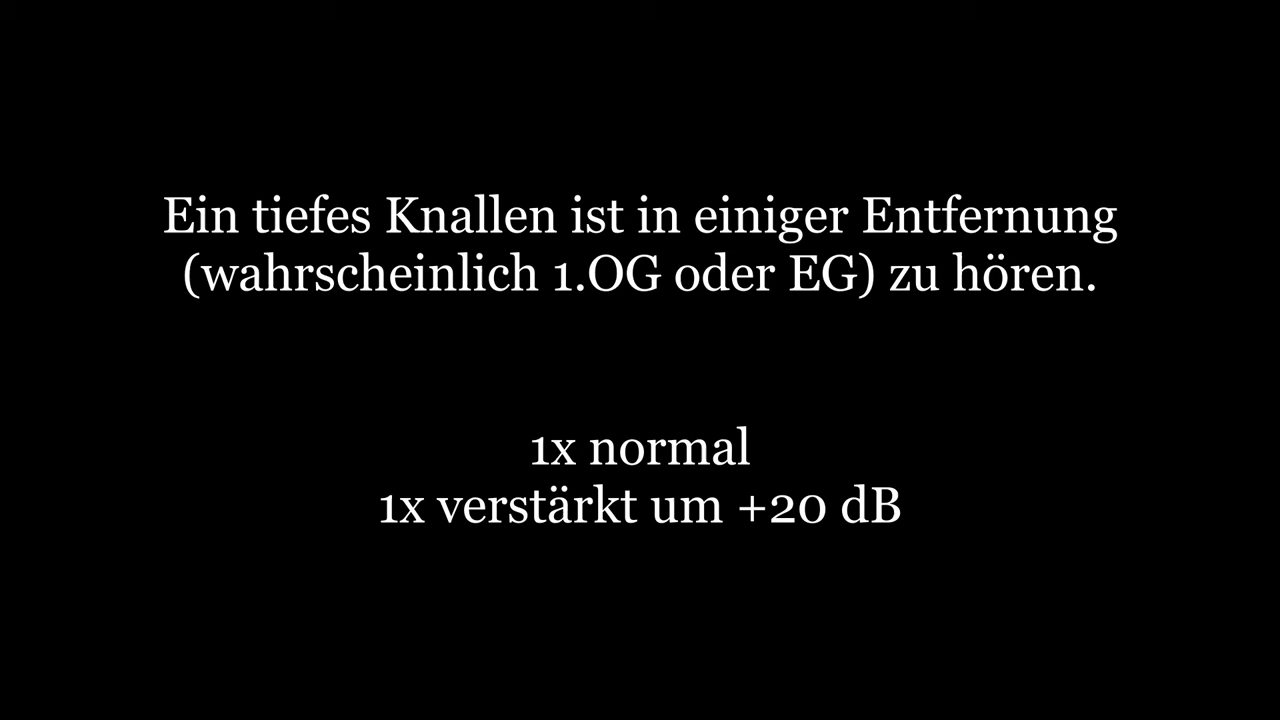 Ein tiefes Knallen ist in einiger Entfernung
(wahrscheinlich 1.OG oder EG) zu hören.
1x normal
1x verstärkt um +20 dB